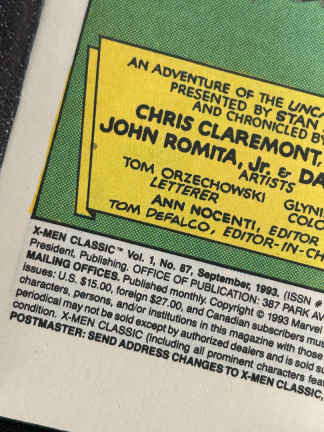 AN ADVENTURE OF THE UNCA
PRESENTED BY STAN
AND CHRONICLED BY
CHRIS CLAREMONT,
JOHN ROMITA, Jr. & DA
ARTISTS
TOM ORZECHOWSKI GLYNI
LETTERER COLO
ANN NOCENTI, EDITOR
TOM DEFALCO, EDITOR-IN-CH
X-MEN CLASSIC™ Vol. 1, No. 87, September, 1993. (ISSN #
President, Publishing. OFFICE OF PUBLICATION: 387 PARK AV
MAILING OFFICES. Published monthly. Copyright © 1993 Marvel
issues: U.S. $15.00, foreign $27.00, and Canadian subscribers mus
characters, persons, and/or institutions in this magazine with those
periodical may not be sold except by authorized dealers and is sold su
condition. X-MEN CLASSIC (including all prominent characters feat
POSTMASTER: SEND ADDRESS CHANGES TO X-MEN CLASSIC,